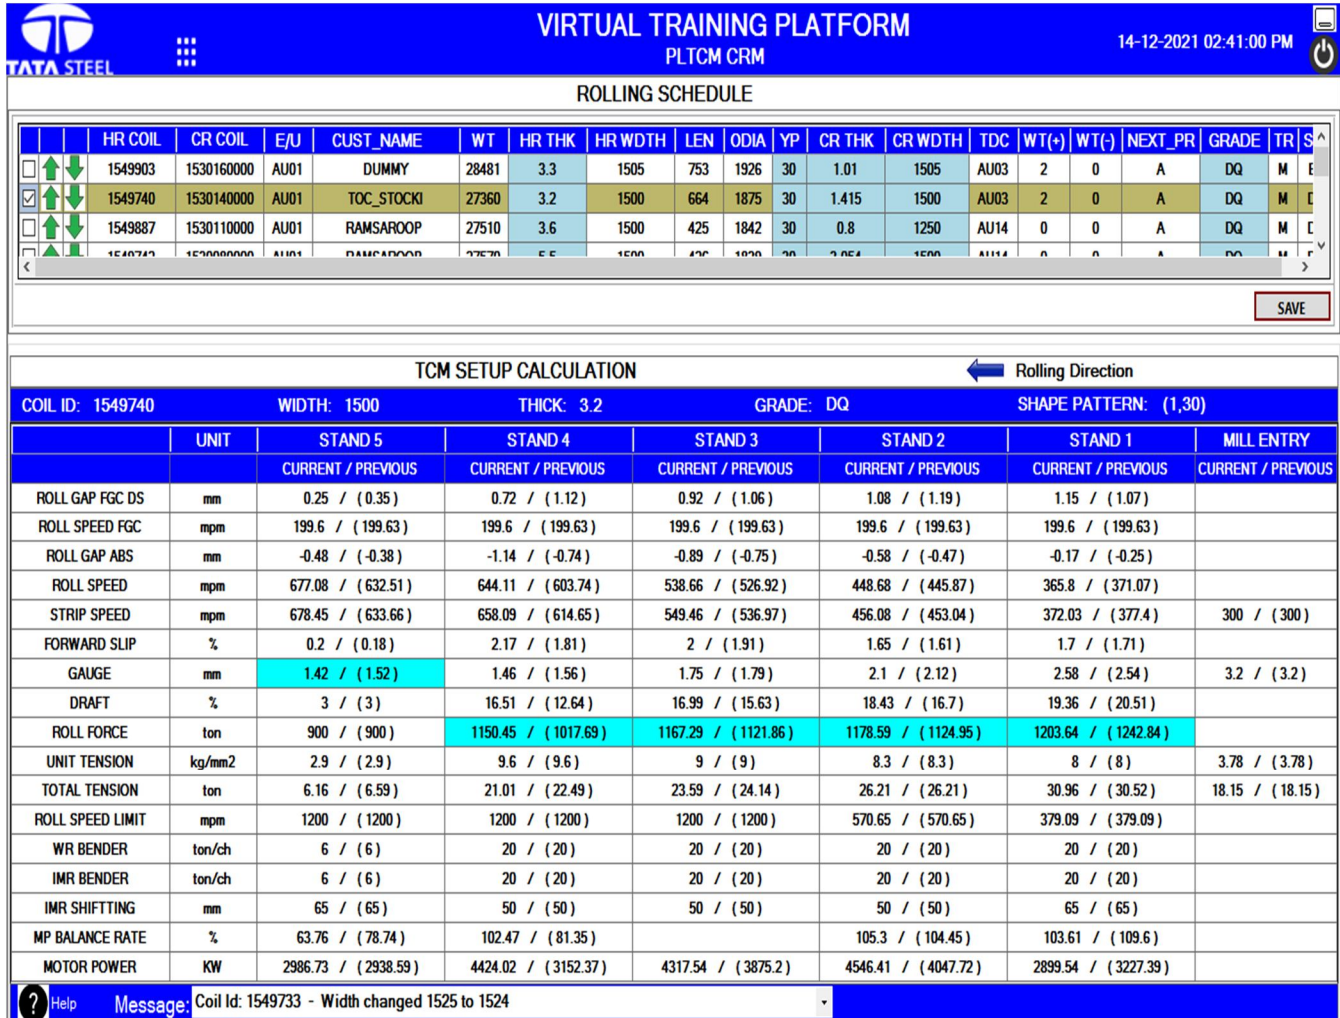 VIRTUAL TRAINING PLATFORM
PLTCM CRM
14-12-2021 02:41:00 PM
TATA STEEL
ROLLING SCHEDULE
HR COIL CR COIL E/U CUST_NAME WT HR THK HR WDTH LEN ODIA YP CR THK CR WDTH TDC WT(+) WT(-) NEXT_PR GRADE TR S
1549903 1530160000 AU01 DUMMY 28481 3.3 1505 753 1926 30 1.01 1505 AU03 2 0 A DQ M
1549740 1530140000 AU01 TOC_STOCKI 27360 3.2 1500 664 1875 30 1.415 1500 AU03 2 0 A DQ M
1549887 1530110000 AU01 RAMSAROOP 27510 3.6 1500 425 1842 30 0.8 1250 AU14 0 0 A DQ M
SAVE
TCM SETUP CALCULATION Rolling Direction
COIL ID: 1549740 WIDTH: 1500 THICK: 3.2 GRADE: DQ SHAPE PATTERN: (1,30)
UNIT STAND 5 STAND 4 STAND 3 STAND 2 STAND 1 MILL ENTRY
CURRENT / PREVIOUS CURRENT / PREVIOUS CURRENT / PREVIOUS CURRENT / PREVIOUS CURRENT / PREVIOUS CURRENT / PREVIOUS
ROLL GAP FGC DS mm 0.25 / ( 0.35 ) 0.72 / ( 1.12 ) 0.92 / ( 1.06 ) 1.08 / ( 1.19 ) 1.15 / ( 1.07 )
ROLL SPEED FGC mpm 199.6 / ( 199.63 ) 199.6 / ( 199.63 ) 199.6 / ( 199.63 ) 199.6 / ( 199.63 ) 199.6 / ( 199.63 )
ROLL GAP ABS mm -0.48 / ( -0.38 ) -1.14 / ( -0.74 ) -0.89 / ( -0.75 ) -0.58 / ( -0.47 ) -0.17 / ( -0.25 )
ROLL SPEED mpm 677.08 / ( 632.51 ) 644.11 / ( 603.74 ) 538.66 / ( 526.92 ) 448.68 / ( 445.87 ) 365.8 / ( 371.07 )
STRIP SPEED mpm 678.45 / ( 633.66 ) 658.09 / ( 614.65 ) 549.46 / ( 536.97 ) 456.08 / ( 453.04 ) 372.03 / ( 377.4 ) 300 / ( 300 )
FORWARD SLIP % 0.2 / ( 0.18 ) 2.17 / ( 1.81 ) 2 / ( 1.91 ) 1.65 / ( 1.61 ) 1.7 / ( 1.71 )
GAUGE mm 1.42 / ( 1.52 ) 1.46 / ( 1.56 ) 1.75 / ( 1.79 ) 2.1 / ( 2.12 ) 2.58 / ( 2.54 ) 3.2 / ( 3.2 )
DRAFT % 3 / ( 3 ) 16.51 / ( 12.64 ) 16.99 / ( 15.63 ) 18.43 / ( 16.7 ) 19.36 / ( 20.51 )
ROLL FORCE ton 900 / ( 900 ) 1150.45 / ( 1017.69 ) 1167.29 / ( 1121.86 ) 1178.59 / ( 1124.95 ) 1203.64 / ( 1242.84 )
UNIT TENSION kg/mm2 2.9 / ( 2.9 ) 9.6 / ( 9.6 ) 9 / ( 9 ) 8.3 / ( 8.3 ) 8 / ( 8 ) 3.78 / ( 3.78 )
TOTAL TENSION ton 6.16 / ( 6.59 ) 21.01 / ( 22.49 ) 23.59 / ( 24.14 ) 26.21 / ( 26.21 ) 30.96 / ( 30.52 ) 18.15 / ( 18.15 )
ROLL SPEED LIMIT mpm 1200 / ( 1200 ) 1200 / ( 1200 ) 1200 / ( 1200 ) 570.65 / ( 570.65 ) 379.09 / ( 379.09 )
WR BENDER ton/ch 6 / ( 6 ) 20 / ( 20 ) 20 / ( 20 ) 20 / ( 20 ) 20 / ( 20 )
IMR BENDER ton/ch 6 / ( 6 ) 20 / ( 20 ) 20 / ( 20 ) 20 / ( 20 ) 20 / ( 20 )
IMR SHIFTTING mm 65 / ( 65 ) 50 / ( 50 ) 50 / ( 50 ) 50 / ( 50 ) 65 / ( 65 )
MP BALANCE RATE % 63.76 / ( 78.74 ) 102.47 / ( 81.35 ) 105.3 / ( 104.45 ) 103.61 / ( 109.6 )
MOTOR POWER KW 2986.73 / ( 2938.59 ) 4424.02 / ( 3152.37 ) 4317.54 / ( 3875.2 ) 4546.41 / ( 4047.72 ) 2899.54 / ( 3227.39 )
? Help Message: Coil Id: 1549733 - Width changed 1525 to 1524